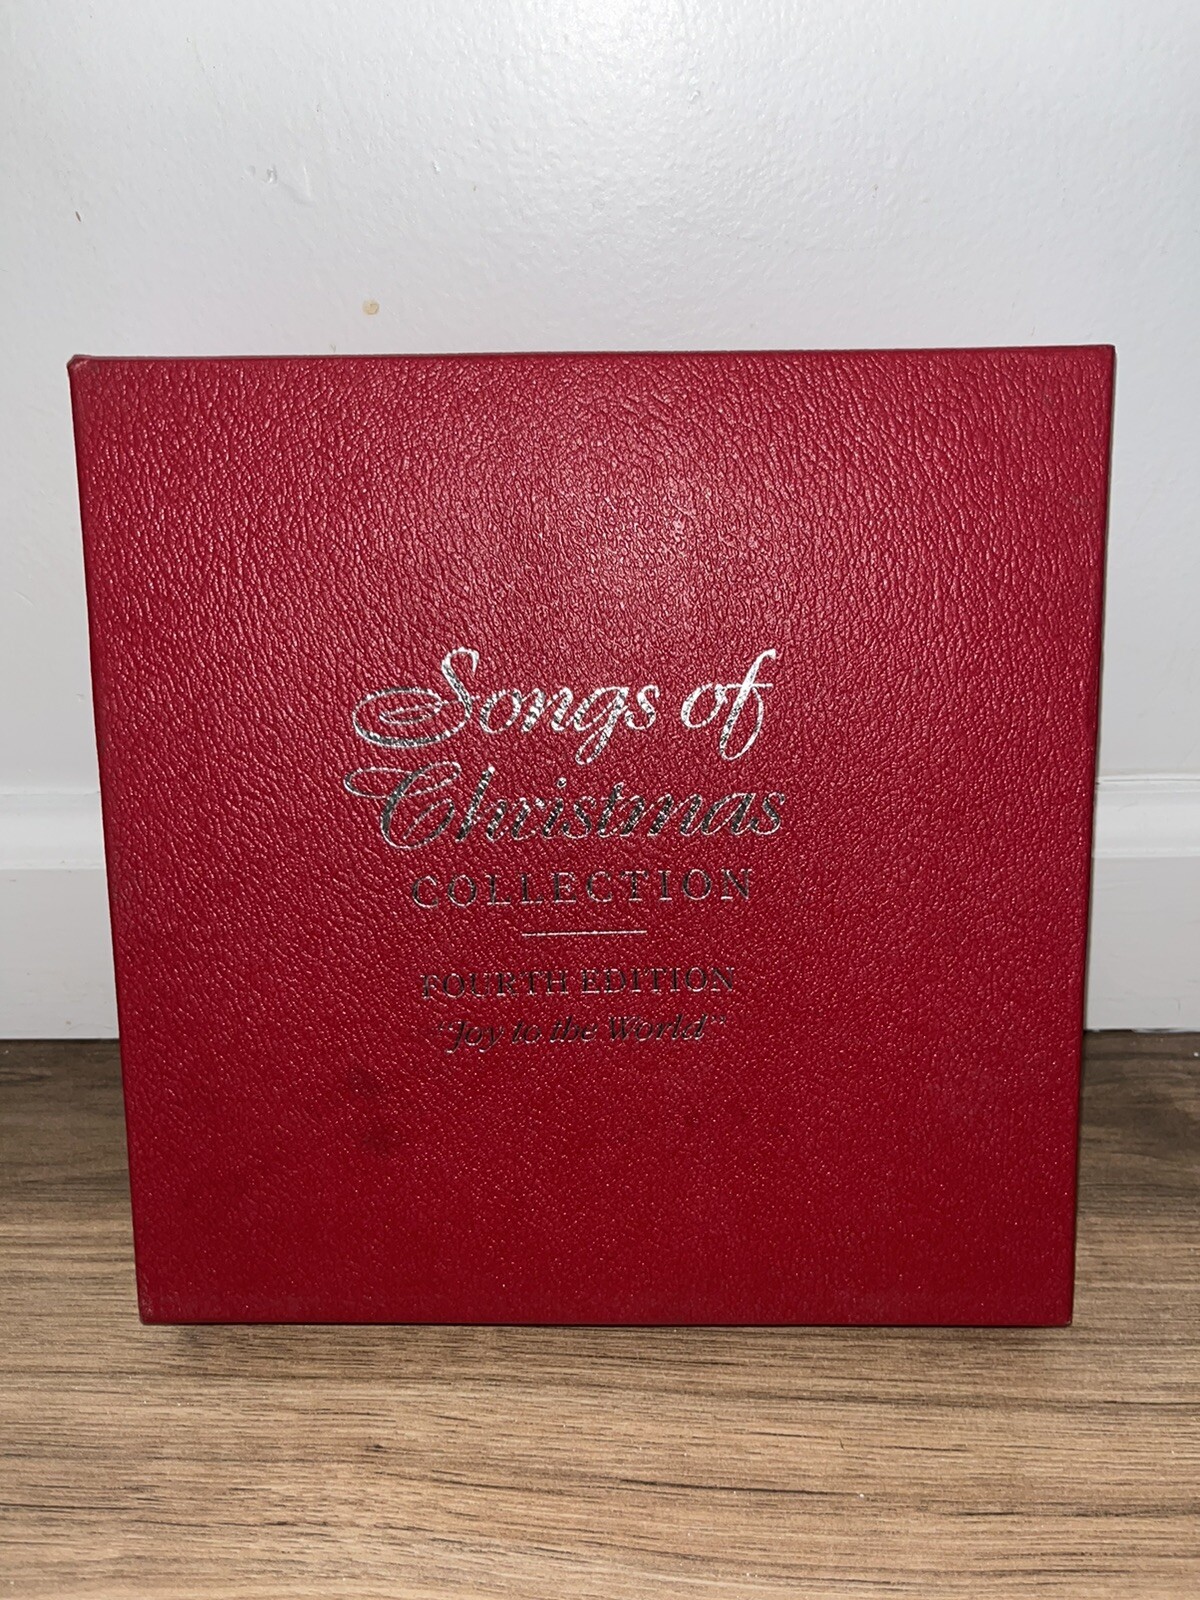 Songs of
Christmas
COLLECTION
FOURTH EDITION
"Joy to the World"